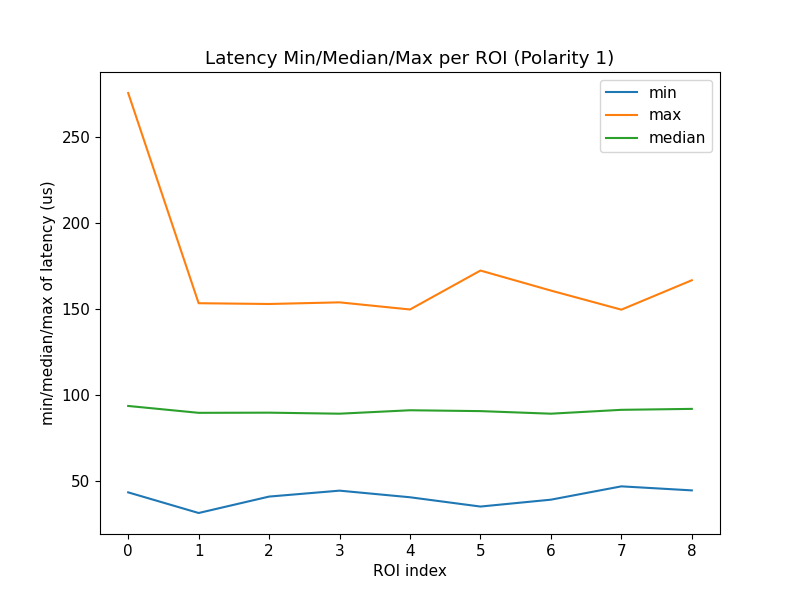 Latency Min/Median/Max per ROI (Polarity 1)
min
max
median
min/median/max of latency (us)
250
200
150
100
50
0 1 2 3 4 5 6 7 8
ROI index